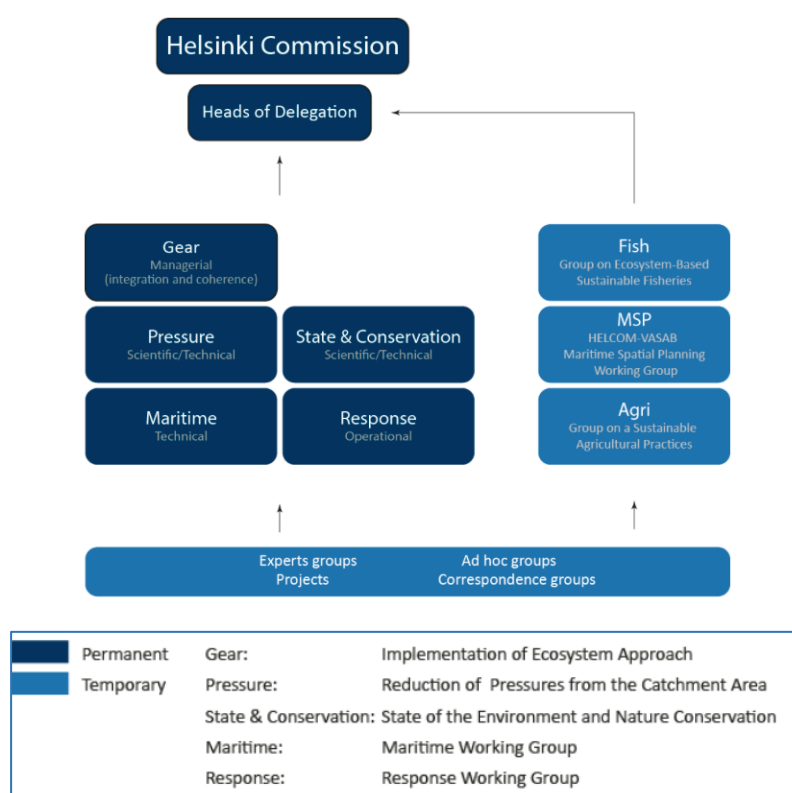 Helsinki Commission
Heads of Delegation
Gear
Managerial
(integration and coherence)
Pressure
Scientific/Technical
State & Conservation
Scientific/Technical
Maritime
Technical
Response
Operational
Fish
Group on Ecosystem-Based
Sustainable Fisheries
MSP
HELCOM-VASAB
Maritime Spatial Planning
Working Group
Agri
Group on a Sustainable
Agricultural Practices
Experts groups
Projects
Ad hoc groups
Correspondence groups
Permanent
Temporary
Gear: Implementation of Ecosystem Approach
Pressure: Reduction of Pressures from the Catchment Area
State & Conservation: State of the Environment and Nature Conservation
Maritime: Maritime Working Group
Response: Response Working Group